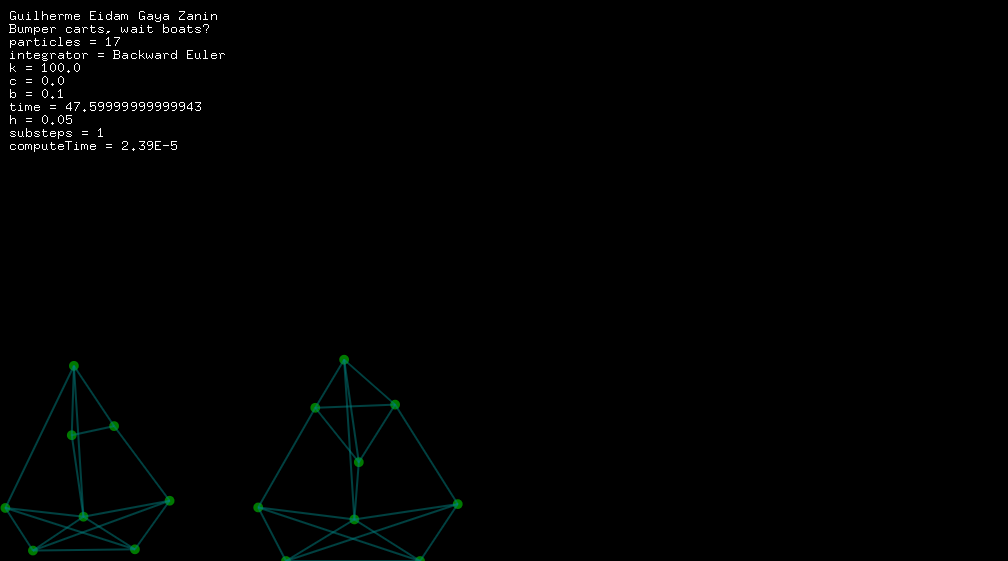 Guilherme Eidam Gaya Zanin
Bumper carts, wait boats?
particles = 17
integrator = Backward Euler
k = 100.0
c = 0.0
b = 0.1
time = 47.59999999999943
h = 0.05
substeps = 1
computeTime = 2.39E-5